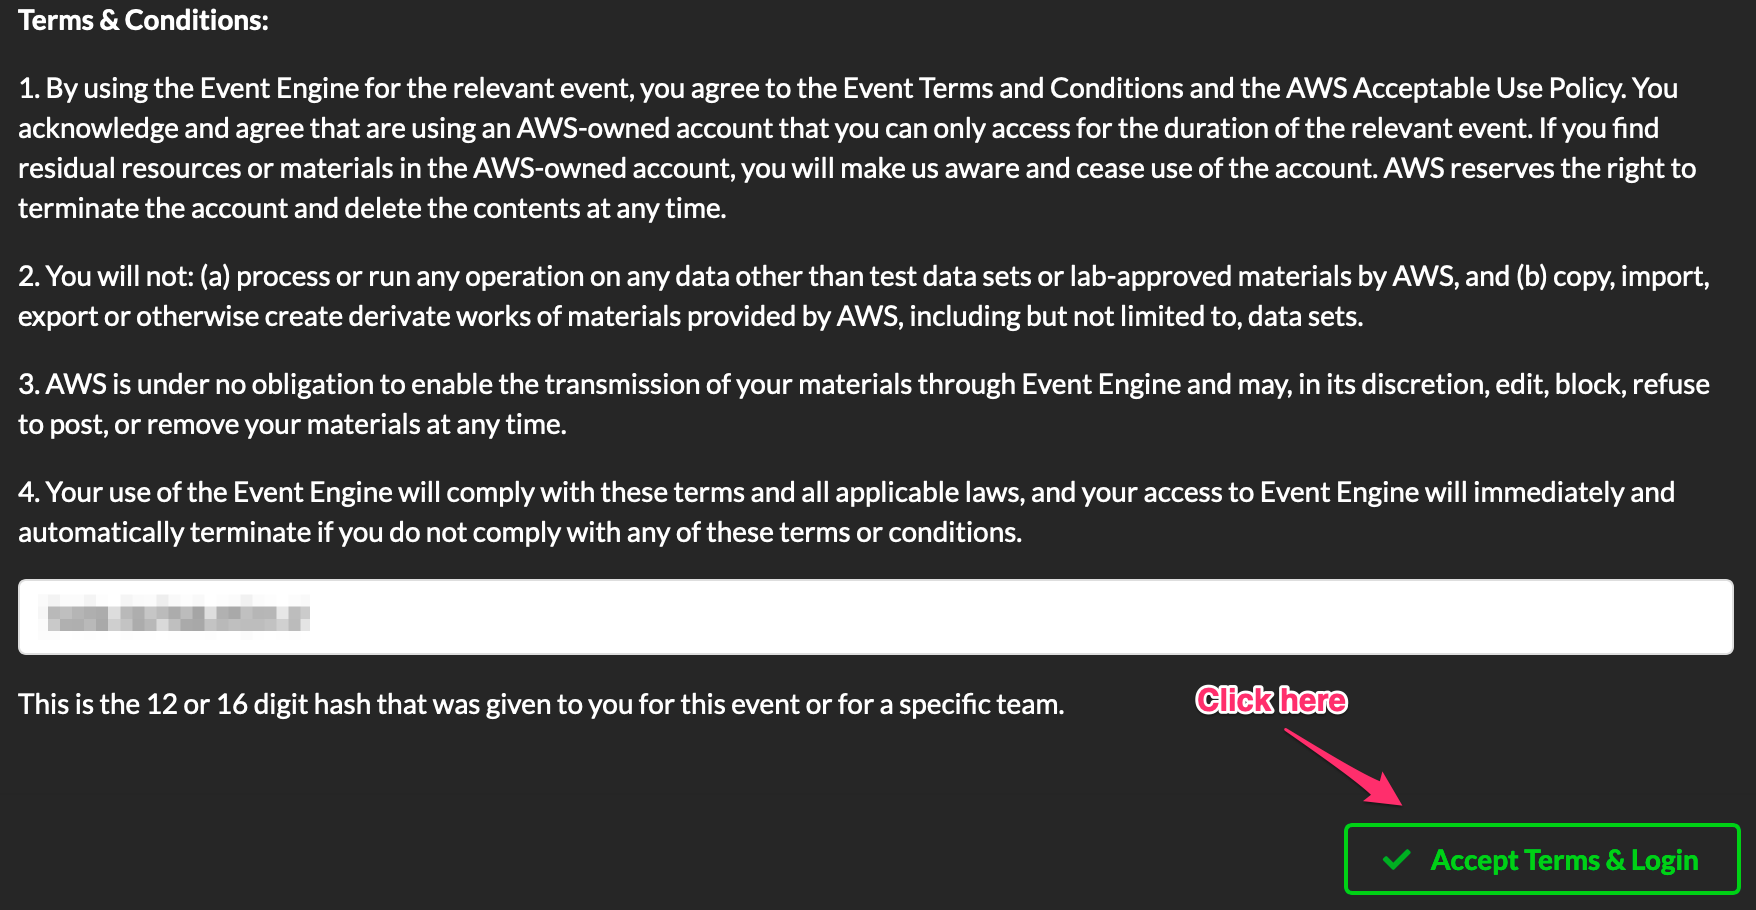 Terms & Conditions:
1. By using the Event Engine for the relevant event, you agree to the Event Terms and Conditions and the AWS Acceptable Use Policy. You
acknowledge and agree that are using an AWS-owned account that you can only access for the duration of the relevant event. If you find
residual resources or materials in the AWS-owned account, you will make us aware and cease use of the account. AWS reserves the right to
terminate the account and delete the contents at any time.
2. You will not: (a) process or run any operation on any data other than test data sets or lab-approved materials by AWS, and (b) copy, import,
export or otherwise create derivate works of materials provided by AWS, including but not limited to, data sets.
3. AWS is under no obligation to enable the transmission of your materials through Event Engine and may, in its discretion, edit, block, refuse
to post, or remove your materials at any time.
4. Your use of the Event Engine will comply with these terms and all applicable laws, and your access to Event Engine will immediately and
automatically terminate if you do not comply with any of these terms or conditions.
This is the 12 or 16 digit hash that was given to you for this event or for a specific team.
Click here
Accept Terms & Login